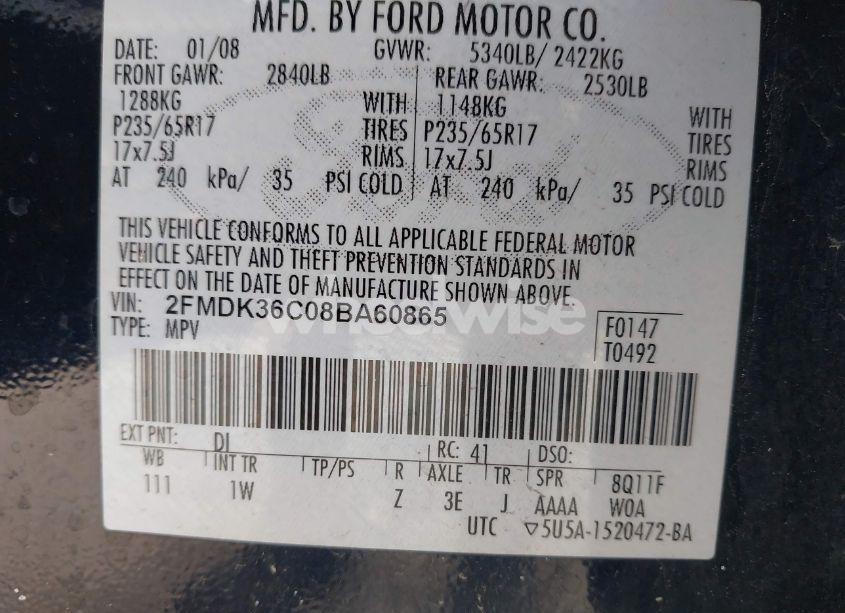 MFD. BY FORD MOTOR CO.
DATE: 01/08 GVWR: 5340LB/ 2422KG
FRONT GAWR: 2840LB REAR GAWR: 2530LB
1288KG WITH 1148KG WITH
P235/65R17 TIRES P235/65R17 TIRES
17x7.5J RIMS 17x7.5J RIMS
AT 240 kPa/ 35 PSI COLD AT 240 kPa/ 35 PSI COLD
THIS VEHICLE CONFORMS TO ALL APPLICABLE FEDERAL MOTOR
VEHICLE SAFETY AND THEFT PREVENTION STANDARDS IN
EFFECT ON THE DATE OF MANUFACTURE SHOWN ABOVE.
VIN: 2FMDK36C08BA60865 F0147
TYPE: MPV T0492
EXT PNT: DI RC: 41 DSO:
WB INT TR TP/PS R AXLE TR SPR 8Q11F
111 1W Z 3E J AAAA W0A
UTC ▽5U5A-1520472-BA